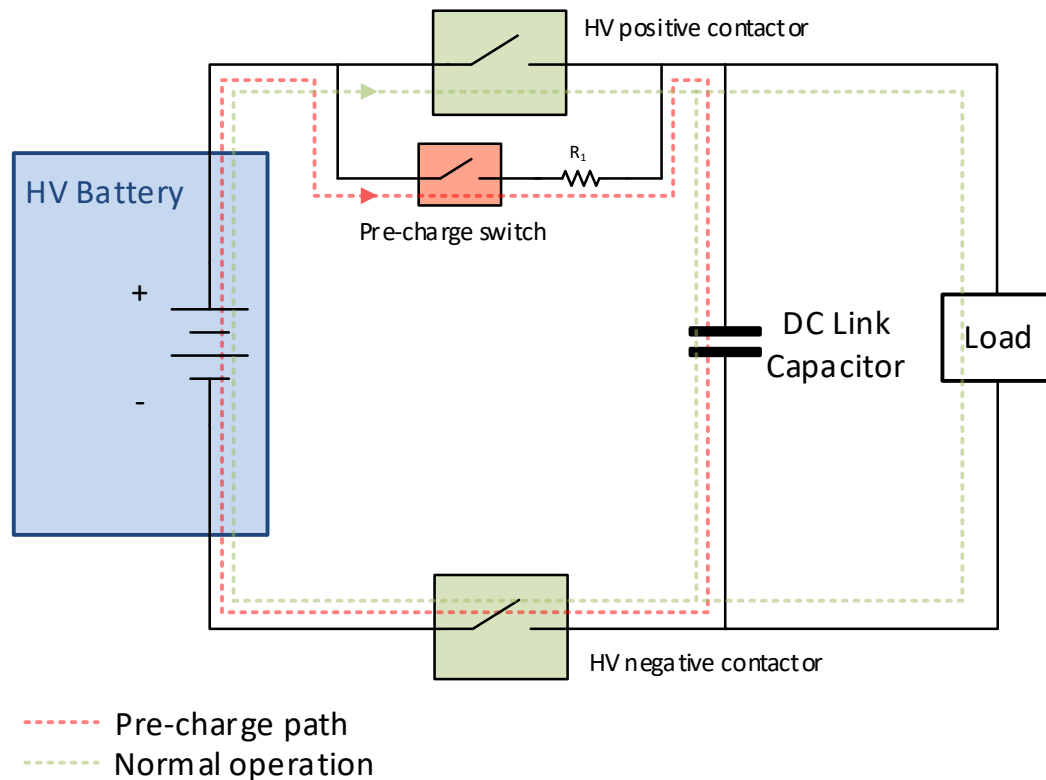 HV positive contactor
HV Battery
R₁
Pre-charge switch
+
-
DC Link
Capacitor
Load
HV negative contactor
Pre-charge path
Normal operation